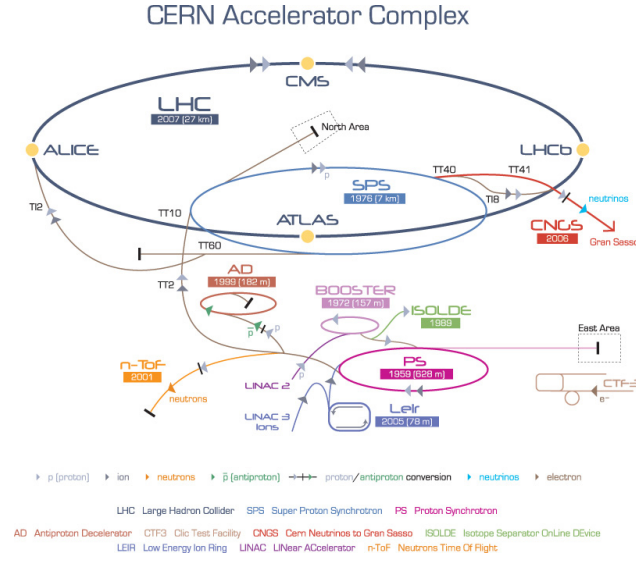 CERN Accelerator Complex
CMS
LHC
2007 (27 km)
North Area
ALICE
LHCb
TT40
TT41
SPS
1976 (7 km)
TI2
TT10
TI8
neutrinos
ATLAS
CNGS
2006
Gran Sasso
TT60
AD
1999 (182 m)
TT2
BOOSTER
1972 (157 m)
ISOLDE
1989
p
p̅
p
East Area
n-ToF
2001
PS
1959 (628 m)
p
neutrons
LINAC 2
CTF-3
e-
LINAC 3
Ions
Leir
2005 (78 m)
p (proton) ion neutrons p̅ (antiproton) proton/antiproton conversion neutrinos electron
LHC Large Hadron Collider SPS Super Proton Synchrotron PS Proton Synchrotron
AD Antiproton Decelerator CTF3 Clic Test Facility CNGS Cern Neutrinos to Gran Sasso ISOLDE Isotope Separator OnLine DEvice
LEIR Low Energy Ion Ring LINAC LINear ACcelerator n-ToF Neutrons Time Of Flight